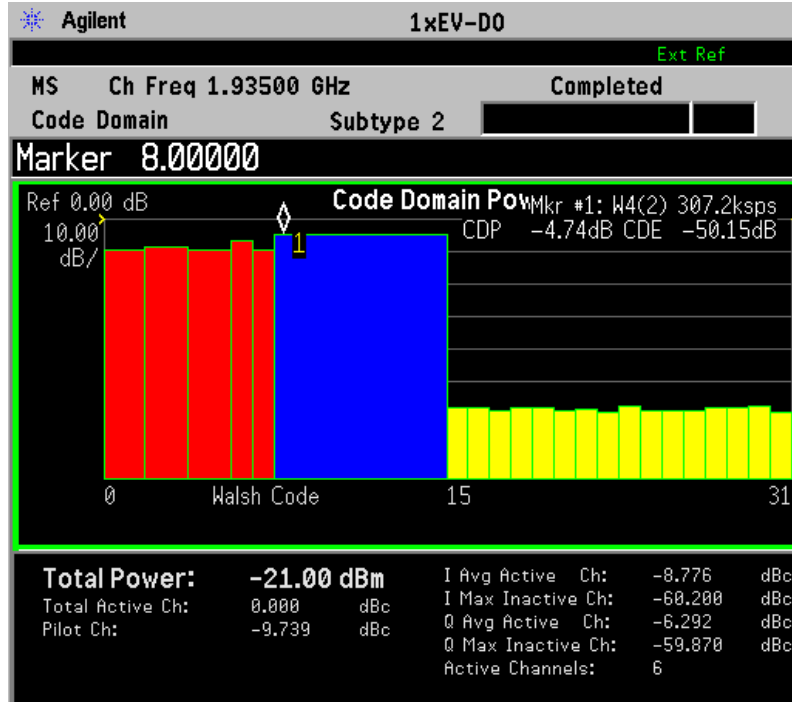 Agilent 1xEV-DO
Ext Ref
MS Ch Freq 1.93500 GHz Completed
Code Domain Subtype 2
Marker 8.00000
Ref 0.00 dB Code Domain Pow Mkr #1: W4(2) 307.2ksps
10.00 CDP -4.74dB CDE -50.15dB
dB/
1
0 Walsh Code 15 31
Total Power: -21.00 dBm
Total Active Ch: 0.000 dBc
Pilot Ch: -9.739 dBc
I Avg Active Ch: -8.776 dBc
I Max Inactive Ch: -60.200 dBc
Q Avg Active Ch: -6.292 dBc
Q Max Inactive Ch: -59.870 dBc
Active Channels: 6